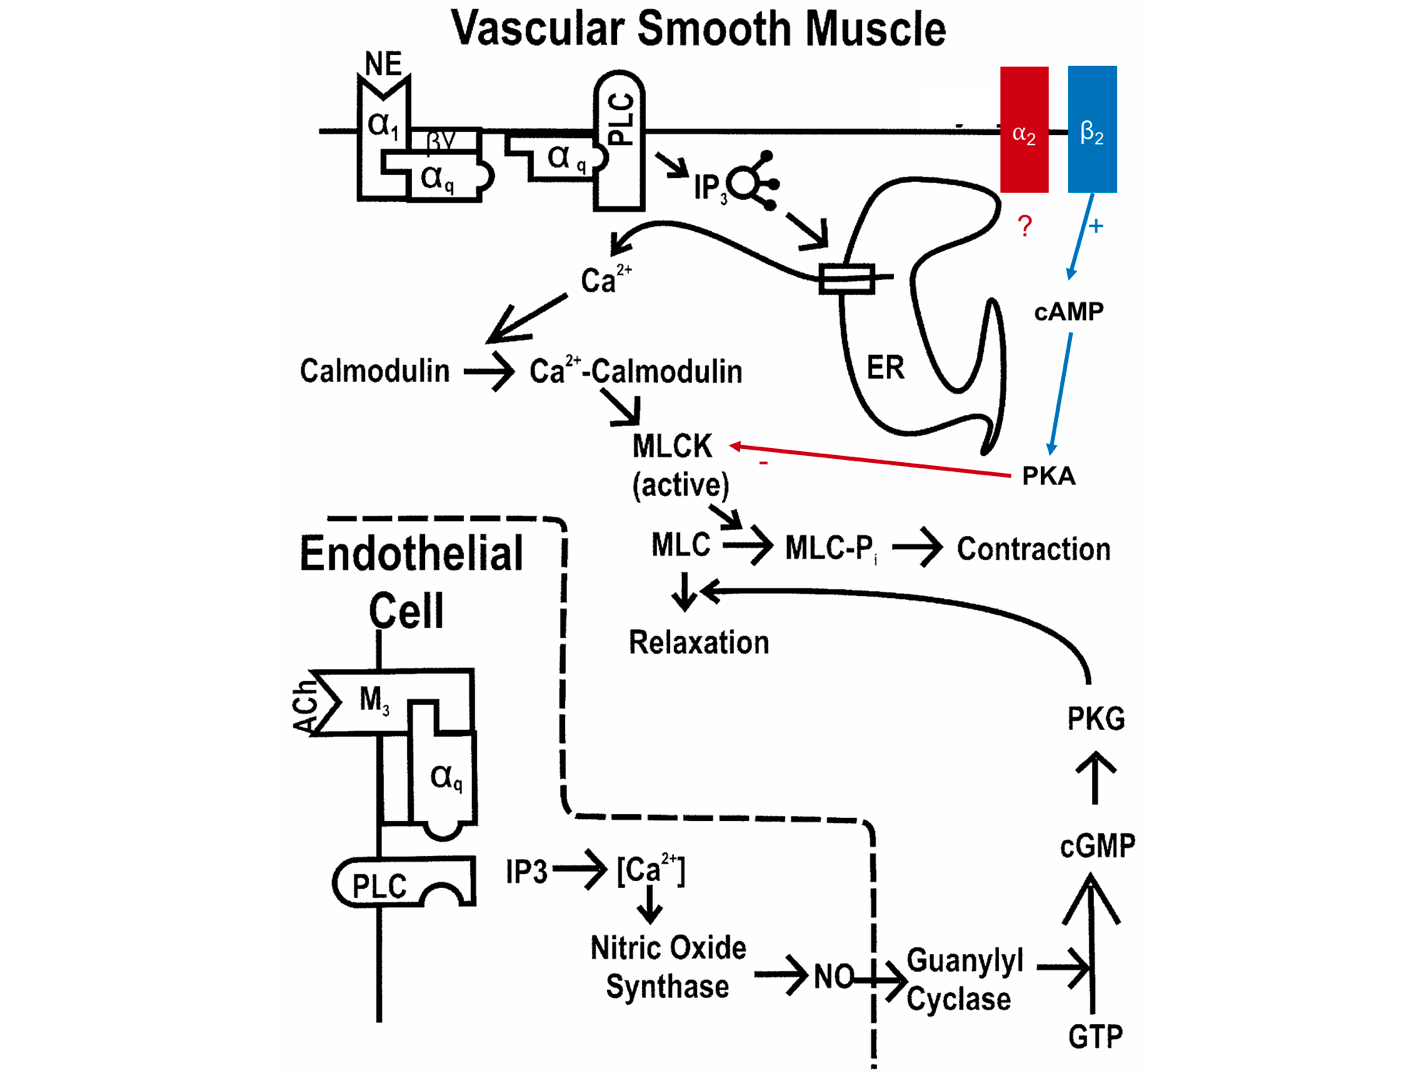 Vascular Smooth Muscle
NE
α1
βγ
αq
αq
PLC
IP3
α2
β2
?
+
Ca2+
cAMP
Calmodulin
Ca2+-Calmodulin
ER
MLCK
(active)
-
PKA
MLC
MLC-Pi
Contraction
Relaxation
Endothelial
Cell
ACh
M3
αq
PLC
IP3
[Ca2+]
Nitric Oxide
Synthase
NO
Guanylyl
Cyclase
PKG
cGMP
GTP